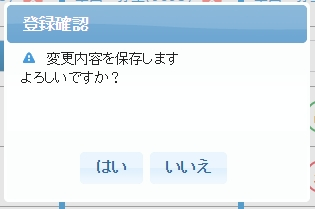 登録確認
変更内容を保存します
よろしいですか？
はい いいえ